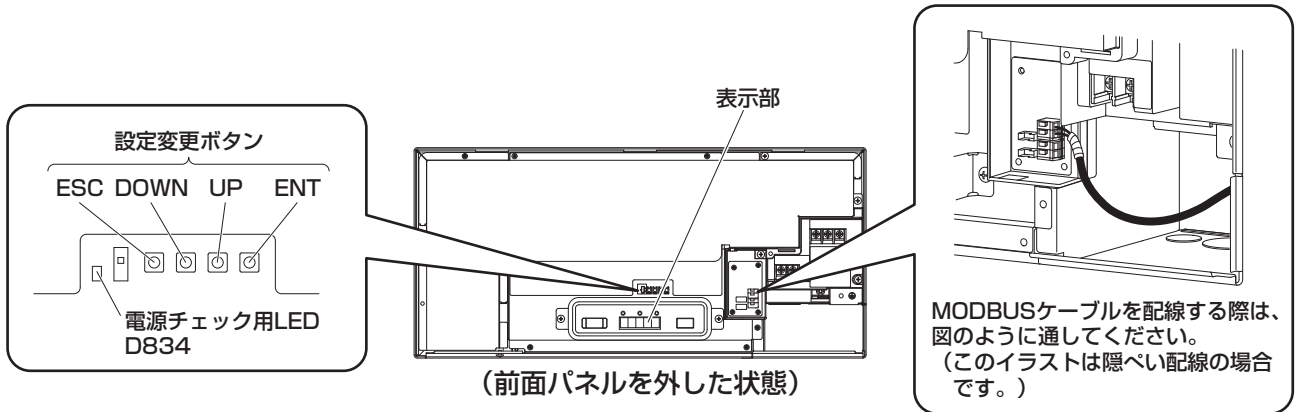 設定変更ボタン
ESC DOWN UP ENT
電源チェック用LED
D834
表示部
（前面パネルを外した状態）
MODBUSケーブルを配線する際は、
図のように通してください。
（このイラストは隠ぺい配線の場合
です。）